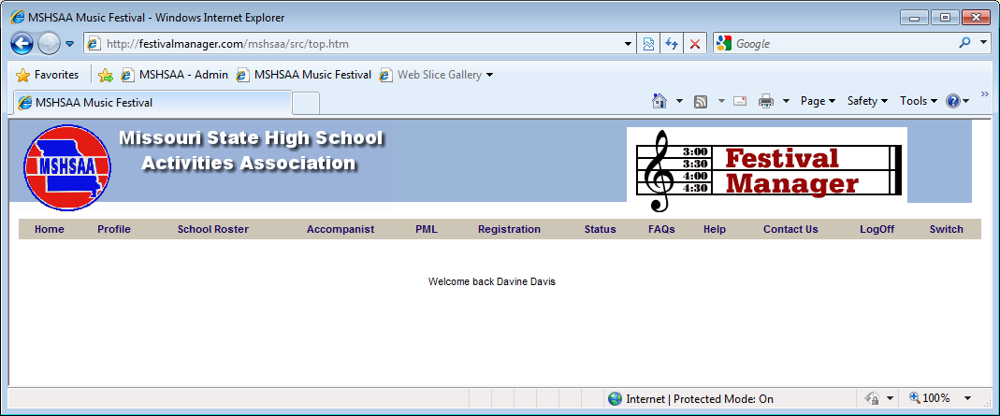 MSHSAA Music Festival - Windows Internet Explorer
http://festivalmanager.com/mshsaa/src/top.htm
Google
Favorites MSHSAA - Admin MSHSAA Music Festival Web Slice Gallery
MSHSAA Music Festival
Page Safety Tools
MSHSAA
Missouri State High School
Activities Association
3:00
3:30
4:00
4:30
Festival
Manager
Home Profile School Roster Accompanist PML Registration Status FAQs Help Contact Us LogOff Switch
Welcome back Davine Davis
Internet | Protected Mode: On
100%